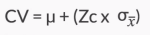 CV = μ + (Zc x σx̅)